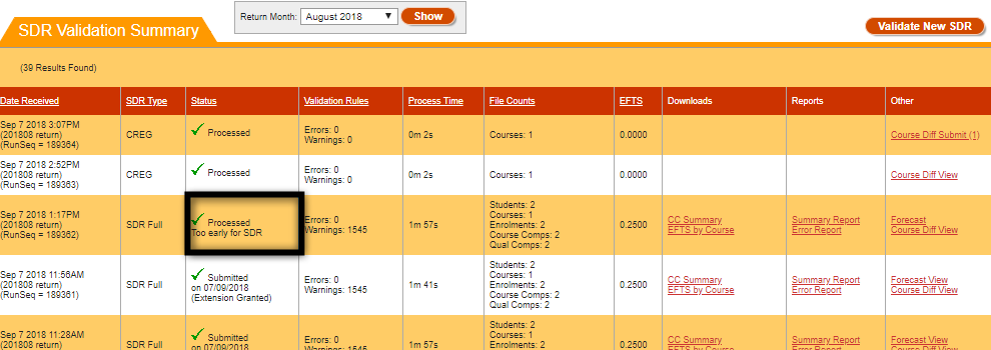 Return Month: August 2018 ▼ Show
SDR Validation Summary
Validate New SDR
(39 Results Found)
Date Received SDR Type Status Validation Rules Process Time File Counts EFTS Downloads Reports Other
Sep 7 2018 3:07PM
(201808 return)
(RunSeq = 189364)
CREG
Processed
Errors: 0
Warnings: 0
0m 2s
Courses: 1
0.0000
Course Diff Submit (1)
Sep 7 2018 2:52PM
(201808 return)
(RunSeq = 189363)
CREG
Processed
Errors: 0
Warnings: 0
0m 2s
Courses: 1
0.0000
Course Diff View
Sep 7 2018 1:17PM
(201808 return)
(RunSeq = 189362)
SDR Full
Processed
Too early for SDR
Errors: 0
Warnings: 1545
1m 57s
Students: 2
Courses: 1
Enrolments: 2
Course Comps: 2
Qual Comps: 2
0.2500
CC Summary
EFTS by Course
Summary Report
Error Report
Forecast
Course Diff View
Sep 7 2018 11:56AM
(201808 return)
(RunSeq = 189361)
SDR Full
Submitted
on 07/09/2018
(Extension Granted)
Errors: 0
Warnings: 1545
1m 41s
Students: 2
Courses: 1
Enrolments: 2
Course Comps: 2
Qual Comps: 2
0.2500
CC Summary
EFTS by Course
Summary Report
Error Report
Forecast View
Course Diff View
Sep 7 2018 11:28AM
(201808 return)
SDR Full
Submitted
on 07/09/2018
Errors: 0
Warnings: 1545
1m 57s
Students: 2
Courses: 1
Enrolments: 2
0.2500
CC Summary
EFTS by Course
Summary Report
Error Report
Forecast View
Course Diff View